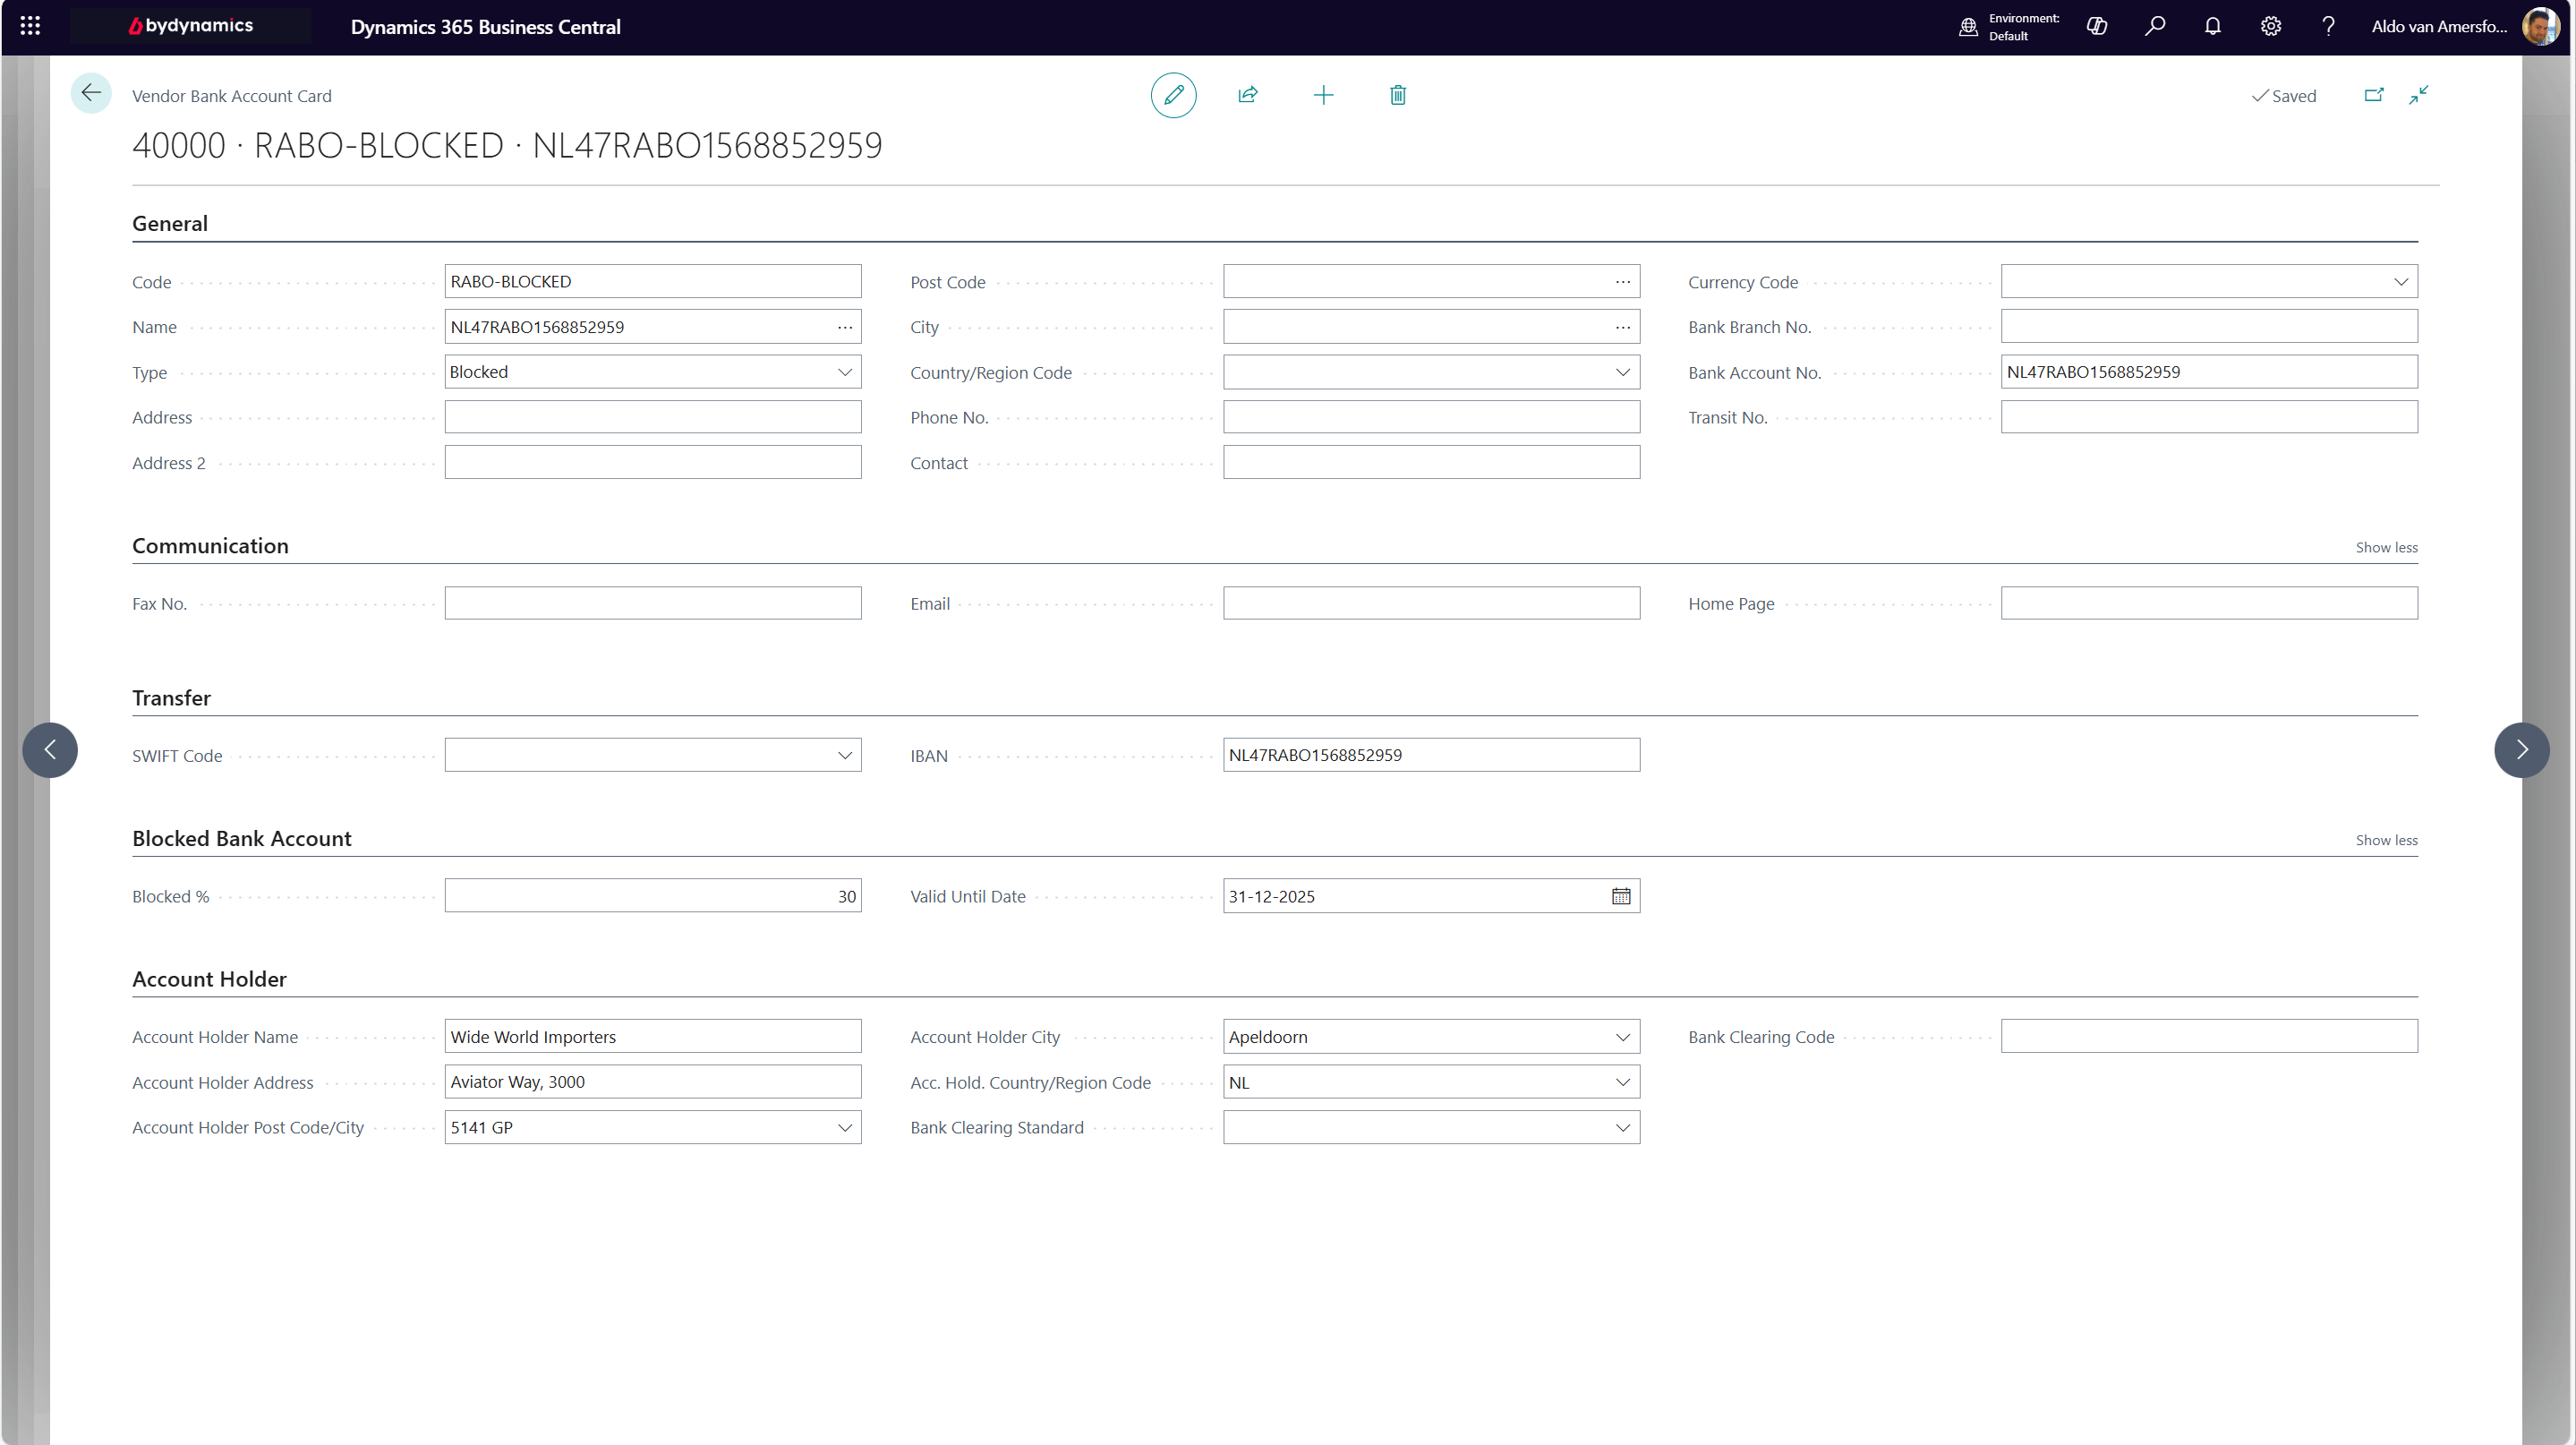 bydynamics Dynamics 365 Business Central Environment: Aldo van Amersfo...
Default
Vendor Bank Account Card Saved
40000 · RABO-BLOCKED · NL47RABO1568852959
General
Code RABO-BLOCKED Post Code Currency Code
Name NL47RABO1568852959 City Bank Branch No.
Type Blocked Country/Region Code Bank Account No. NL47RABO1568852959
Address Phone No. Transit No.
Address 2 Contact
Communication Show less
Fax No. Email Home Page
Transfer
SWIFT Code IBAN NL47RABO1568852959
Blocked Bank Account Show less
Blocked % 30 Valid Until Date 31-12-2025
Account Holder
Account Holder Name Wide World Importers Account Holder City Apeldoorn Bank Clearing Code
Account Holder Address Aviator Way, 3000 Acc. Hold. Country/Region Code NL
Account Holder Post Code/City 5141 GP Bank Clearing Standard